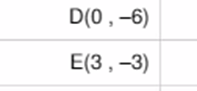 D(0 , –6)
E(3 , –3)